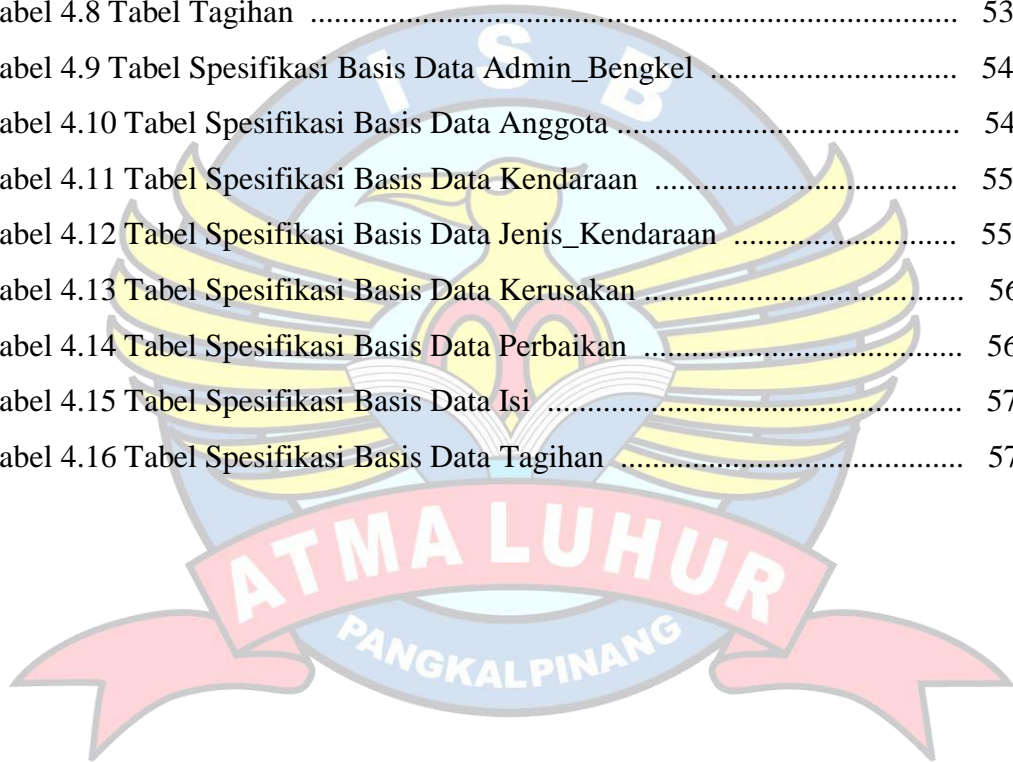 abel 4.8 Tabel Tagihan ........................................................................... 53
abel 4.9 Tabel Spesifikasi Basis Data Admin_Bengkel ............................. 54
abel 4.10 Tabel Spesifikasi Basis Data Anggota ........................................ 54
abel 4.11 Tabel Spesifikasi Basis Data Kendaraan ................................... 55
abel 4.12 Tabel Spesifikasi Basis Data Jenis_Kendaraan .......................... 55
abel 4.13 Tabel Spesifikasi Basis Data Kerusakan ..................................... 56
abel 4.14 Tabel Spesifikasi Basis Data Perbaikan ..................................... 56
abel 4.15 Tabel Spesifikasi Basis Data Isi ................................................ 57
abel 4.16 Tabel Spesifikasi Basis Data Tagihan ........................................ 57
I S B
ATMA LUHUR
PANGKALPINANG